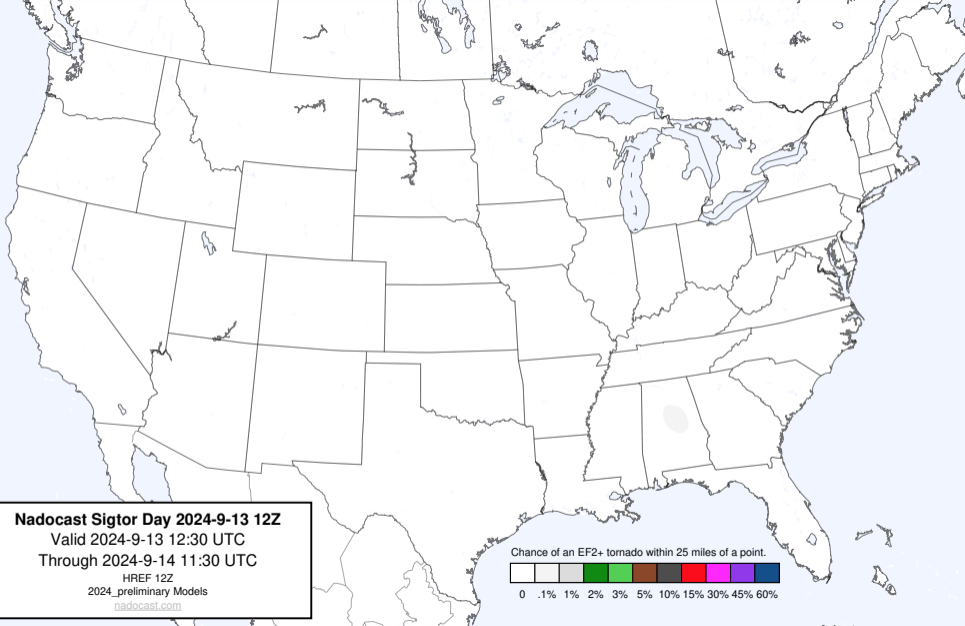 Nadocast Sigtor Day 2024-9-13 12Z
Valid 2024-9-13 12:30 UTC
Through 2024-9-14 11:30 UTC
HREF 12Z
2024_preliminary Models
nadocast.com
Chance of an EF2+ tornado within 25 miles of a point.
0 .1% 1% 2% 3% 5% 10% 15% 30% 45% 60%